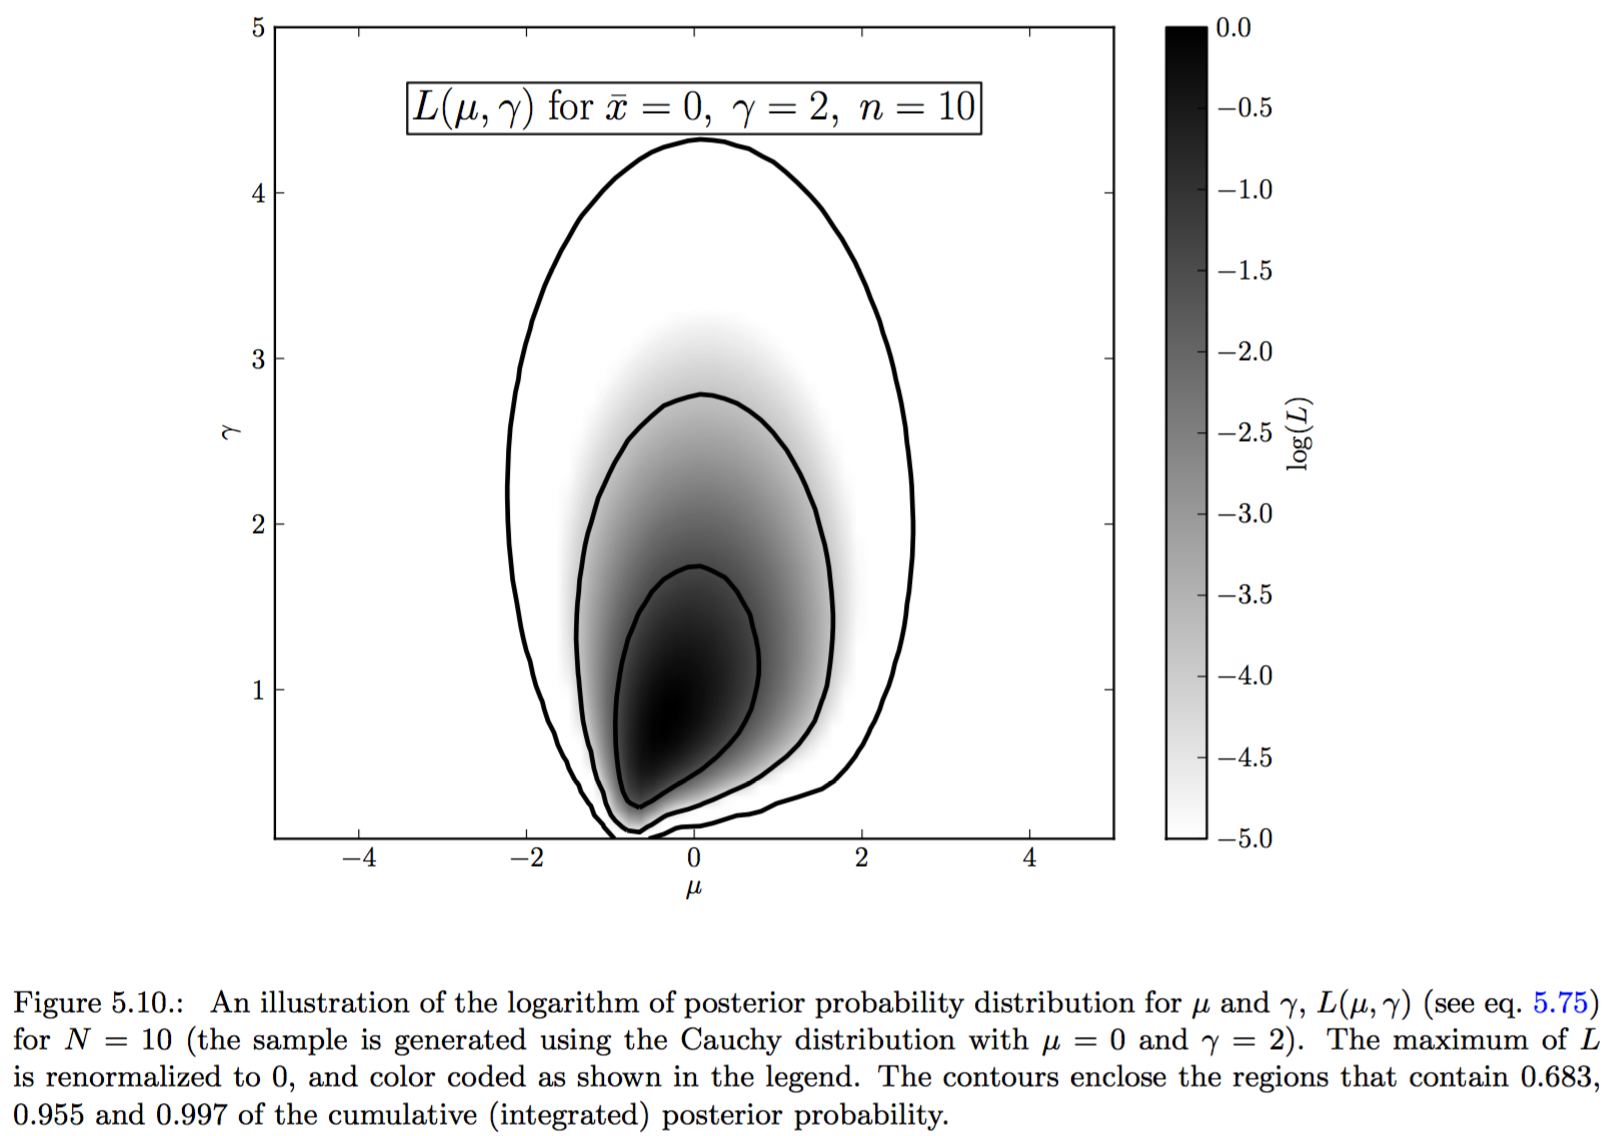 L(μ, γ) for x̄ = 0, γ = 2, n = 10
5
4
3
2
1
γ
−4
−2
0
2
4
μ
0.0
−0.5
−1.0
−1.5
−2.0
−2.5
−3.0
−3.5
−4.0
−4.5
−5.0
log(L)
Figure 5.10.: An illustration of the logarithm of posterior probability distribution for μ and γ, L(μ, γ) (see eq. 5.75)
for N = 10 (the sample is generated using the Cauchy distribution with μ = 0 and γ = 2). The maximum of L
is renormalized to 0, and color coded as shown in the legend. The contours enclose the regions that contain 0.683,
0.955 and 0.997 of the cumulative (integrated) posterior probability.